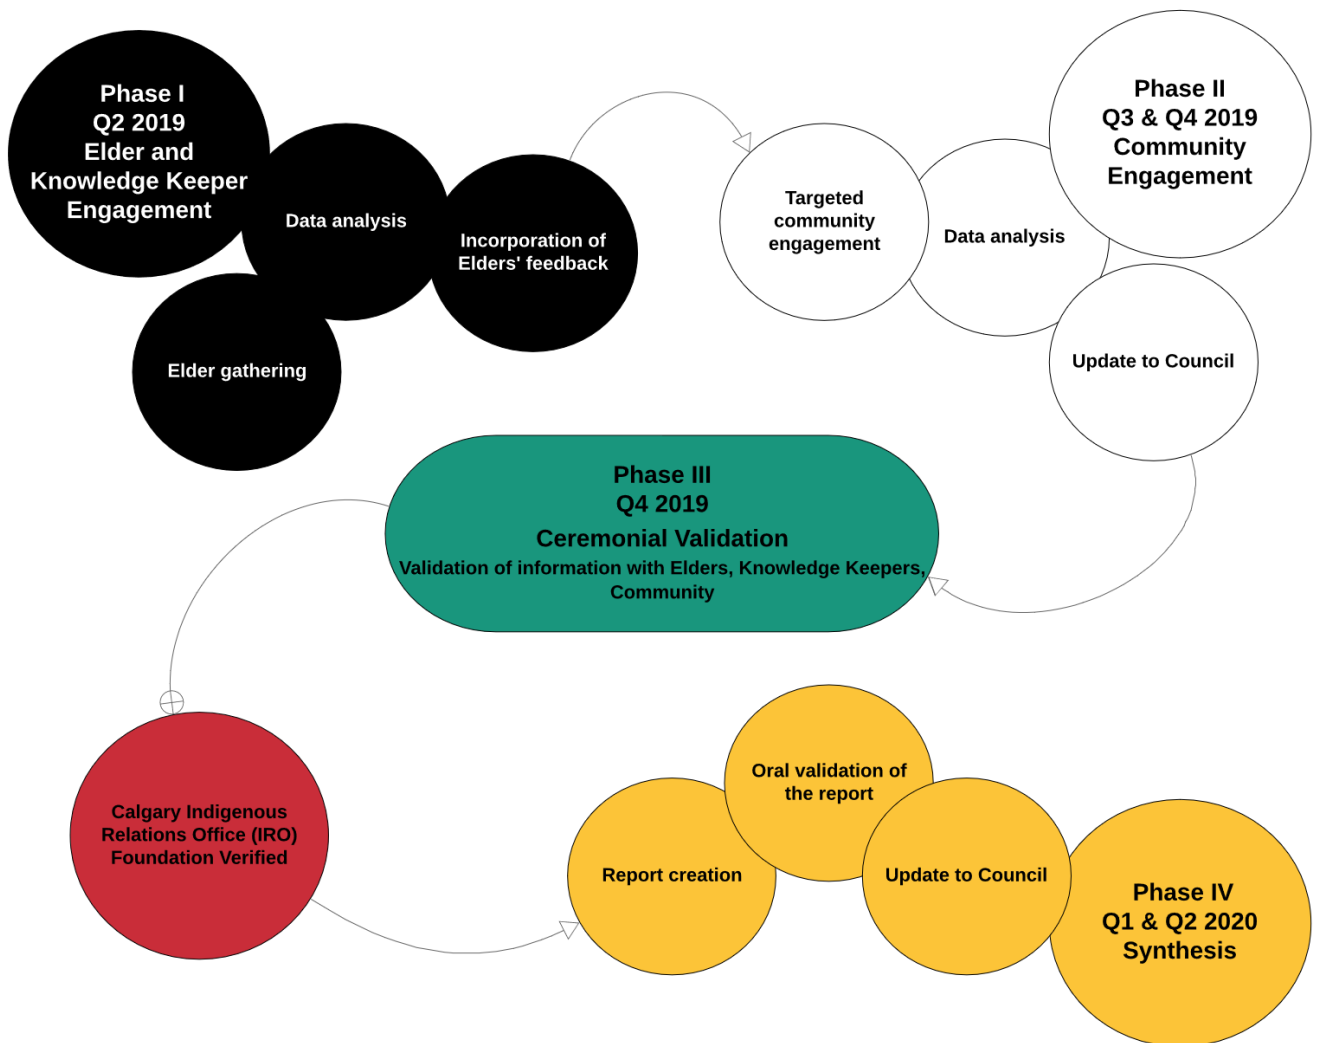 Phase I
Q2 2019
Elder and
Knowledge Keeper
Engagement
Data analysis
Incorporation of
Elders' feedback
Elder gathering
Targeted
community
engagement
Data analysis
Phase II
Q3 & Q4 2019
Community
Engagement
Update to Council
Phase III
Q4 2019
Ceremonial Validation
Validation of information with Elders, Knowledge Keepers,
Community
Calgary Indigenous
Relations Office (IRO)
Foundation Verified
Report creation
Oral validation of
the report
Update to Council
Phase IV
Q1 & Q2 2020
Synthesis